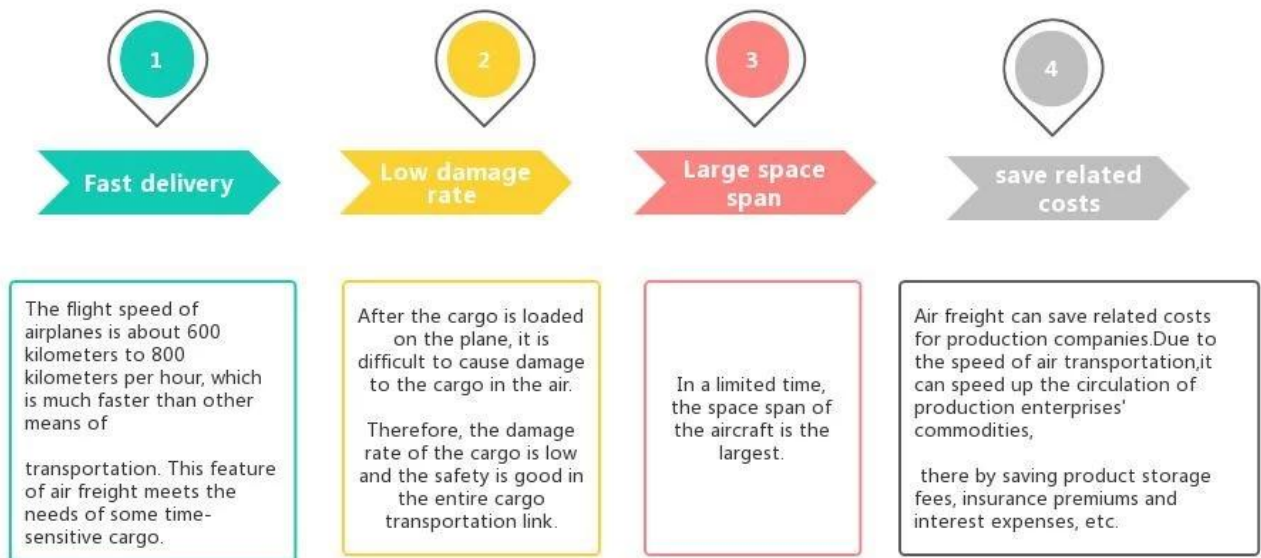 1
Fast delivery
The flight speed of
airplanes is about 600
kilometers to 800
kilometers per hour, which
is much faster than other
means of
transportation. This feature
of air freight meets the
needs of some time-
sensitive cargo.
2
Low damage
rate
After the cargo is loaded
on the plane, it is
difficult to cause damage
to the cargo in the air.
Therefore, the damage
rate of the cargo is low
and the safety is good in
the entire cargo
transportation link.
3
Large space
span
In a limited time,
the space span of
the aircraft is the
largest.
4
save related
costs
Air freight can save related costs
for production companies.Due to
the speed of air transportation,it
can speed up the circulation of
production enterprises'
commodities,
there by saving product storage
fees, insurance premiums and
interest expenses, etc.